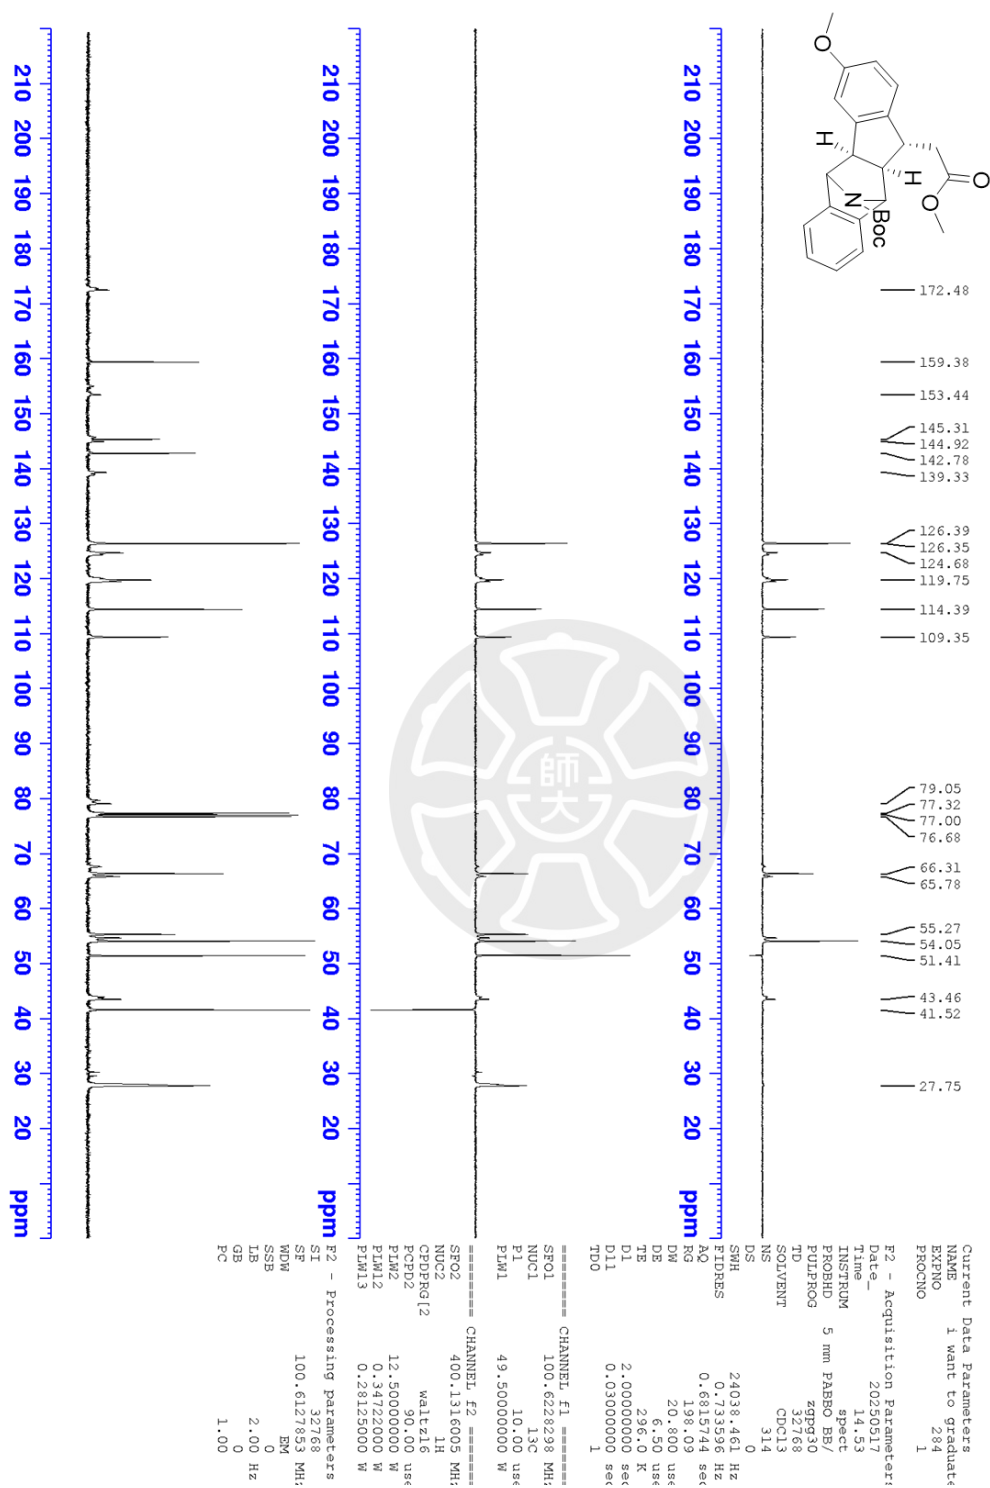 O
O
O
H
H
N
Boc
172.48
159.38
153.44
145.31
144.92
142.78
139.33
126.39
126.35
124.68
119.75
114.39
109.35
79.05
77.32
77.00
76.68
66.31
65.78
55.27
54.05
51.41
43.46
41.52
27.75
210 200 190 180 170 160 150 140 130 120 110 100 90 80 70 60 50 40 30 20 ppm
210 200 190 180 170 160 150 140 130 120 110 100 90 80 70 60 50 40 30 20 ppm
210 200 190 180 170 160 150 140 130 120 110 100 90 80 70 60 50 40 30 20 ppm
師大
Current Data Parameters
NAME i want to graduate
EXPNO 284
PROCNO 1
F2 - Acquisition Parameters
Date_ 20250517
Time 14.53
INSTRUM spect
PROBHD 5 mm PABBO BB/
PULPROG zgpg30
TD 32768
SOLVENT CDCl3
NS 314
DS 0
SWH 24038.461 Hz
FIDRES 0.733596 Hz
AQ 0.6815744 sec
RG 198.09
DW 20.800 use
DE 6.50 use
TE 296.0 K
D1 2.00000000 sec
D11 0.03000000 sec
TD0 1
======== CHANNEL f1 ========
SFO1 100.6228298 MHz
NUC1 13C
P1 10.00 use
PLW1 49.50000000 W
======== CHANNEL f2 ========
SFO2 400.1316005 MHz
NUC2 1H
CPDPRG[2 waltz16
PCPD2 90.00 use
PLW2 12.50000000 W
PLW12 0.34722000 W
PLW13 0.28125000 W
F2 - Processing parameters
SI 32768
SF 100.6127853 MHz
WDW EM
SSB 0
LB 2.00 Hz
GB 0
PC 1.00